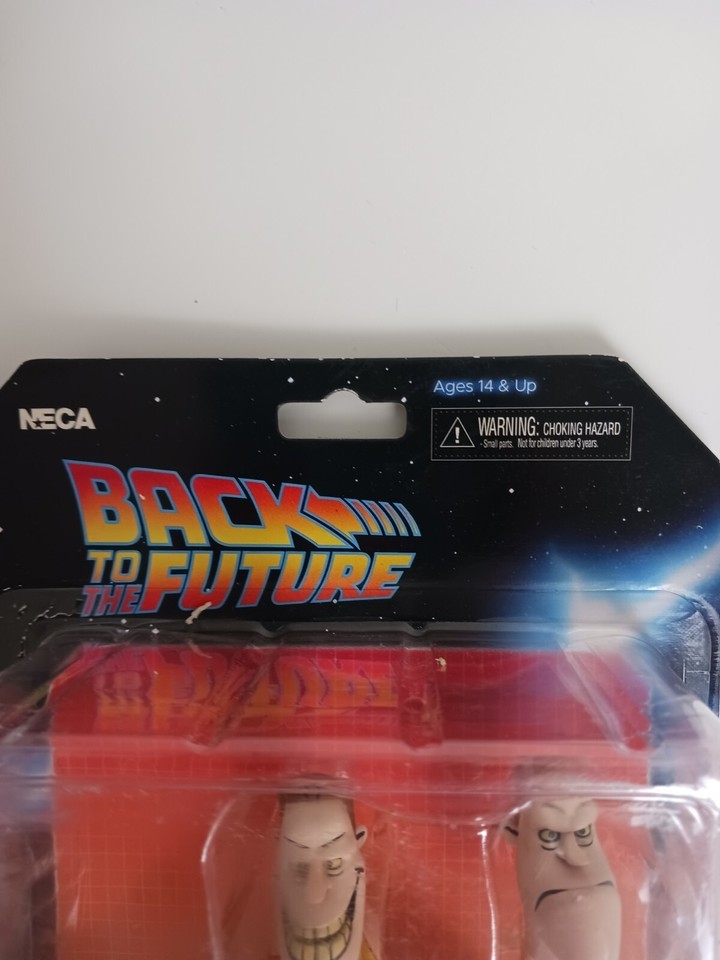 NECA
Ages 14 & Up
WARNING: CHOKING HAZARD
- Small parts. Not for children under 3 years.
BACK
TO
THE FUTURE